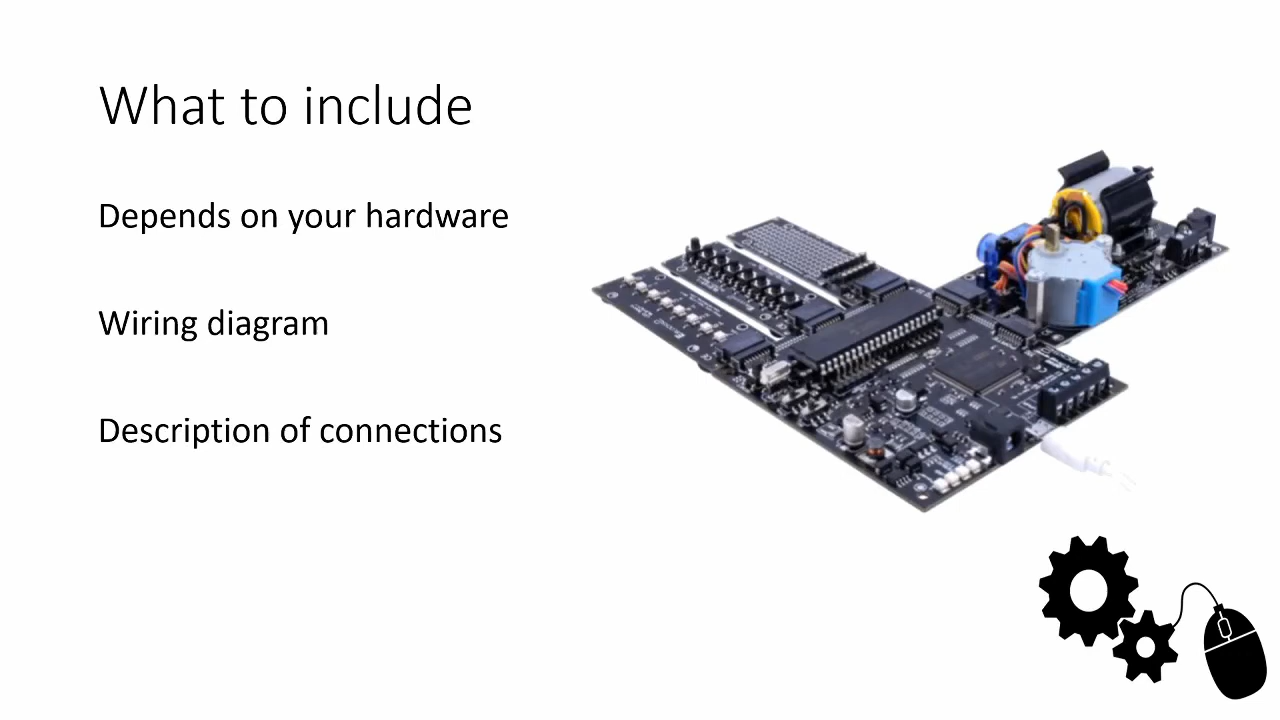 What to include
Depends on your hardware
Wiring diagram
Description of connections